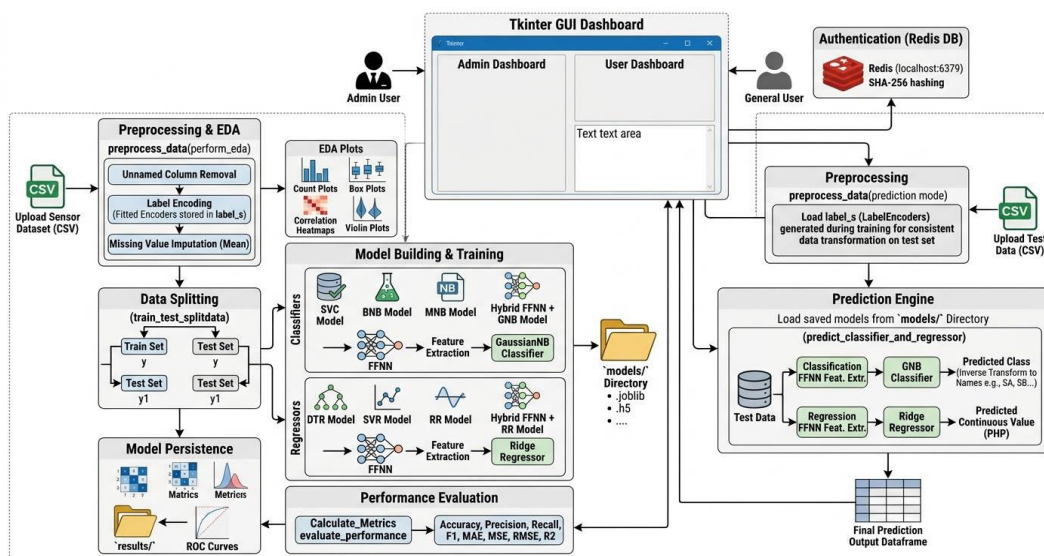 Tkinter GUI Dashboard
Tkinter
Admin Dashboard
User Dashboard
Text text area
Admin User
General User
Authentication (Redis DB)
Redis (localhost:6379)
SHA-256 hashing
Upload Sensor
Dataset (CSV)
CSV
Preprocessing & EDA
preprocess_data(perform_eda)
Unnamed Column Removal
Label Encoding
(Fitted Encoders stored in label_s)
Missing Value Imputation (Mean)
EDA Plots
Count Plots
Box Plots
Correlation
Heatmaps
Violin Plots
Preprocessing
preprocess_data(prediction mode)
Load label_s (LabelEncoders)
generated during training for consistent
data transformation on test set
CSV
Upload Test
Data (CSV)
Data Splitting
(train_test_splitdata)
Train Set
Test Set
y
y
Test Set
Test Set
y1
y1
Model Building & Training
Classifiers
SVC
Model
BNB Model
NB
MNB Model
Hybrid FFNN +
GNB Model
FFNN
Feature
Extraction
GaussianNB
Classifier
Regressors
DTR Model
SVR Model
RR Model
Hybrid FFNN +
RR Model
FFNN
Feature
Extraction
Ridge
Regressor
`models/`
Directory
• .joblib
• .h5
• ....
Prediction Engine
Load saved models from `models/` Directory
(predict_classifier_and_regressor)
Test Data
Classification
FFNN Feat. Extr.
GNB
Classifier
Predicted Class
(Inverse Transform to
Names e.g., SA, SB...)
Regression
FFNN Feat. Extr.
Ridge
Regressor
Predicted
Continuous Value
(PHP)
Final Prediction
Output Dataframe
Model Persistence
Matrics
Metrics
`results/`
ROC Curves
Performance Evaluation
Calculate_Metrics
evaluate_performance
Accuracy, Precision, Recall,
F1, MAE, MSE, RMSE, R2